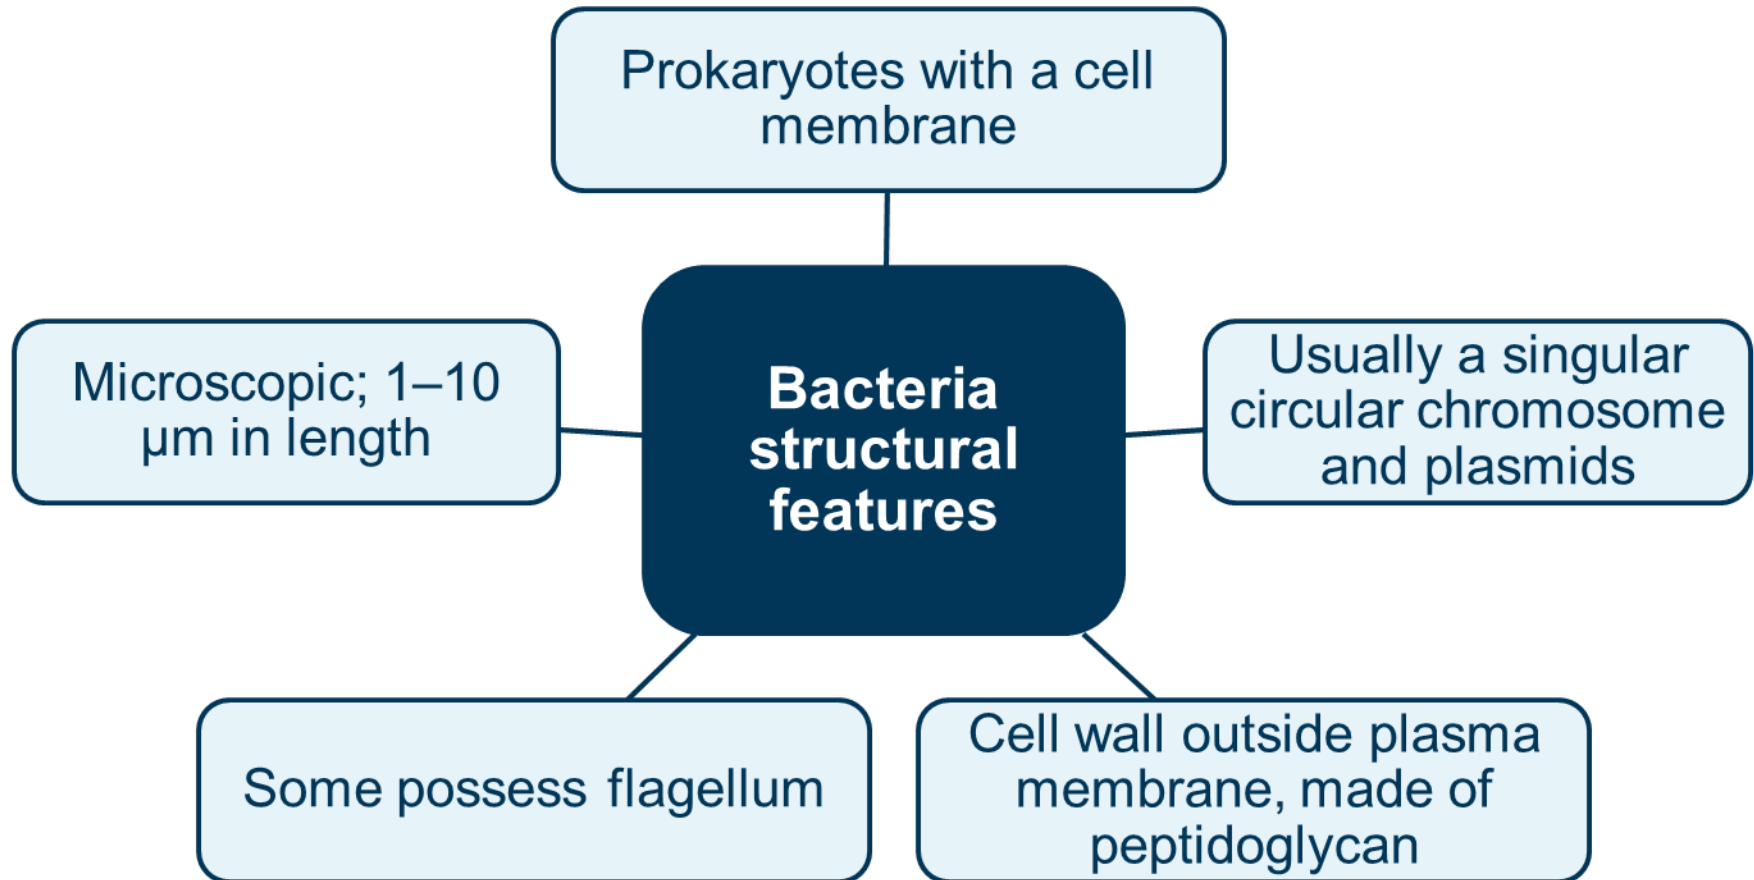 Prokaryotes with a cell
membrane
Microscopic; 1–10
µm in length
Bacteria
structural
features
Usually a singular
circular chromosome
and plasmids
Some possess flagellum
Cell wall outside plasma
membrane, made of
peptidoglycan